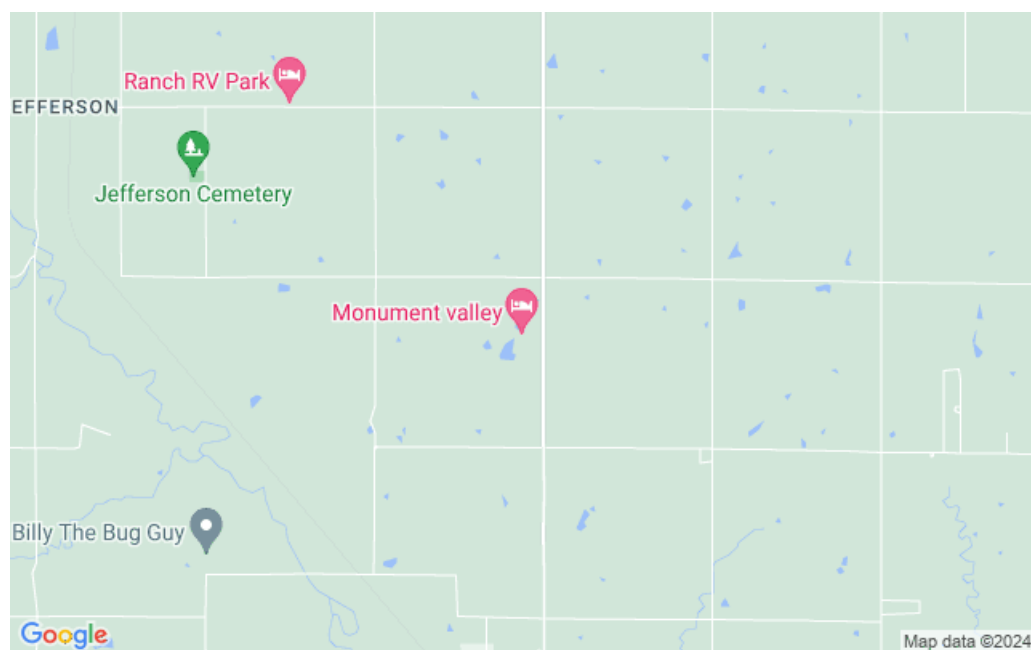 Ranch RV Park
EFFERSON
Jefferson Cemetery
Monument valley
Billy The Bug Guy
Google
Map data ©2024